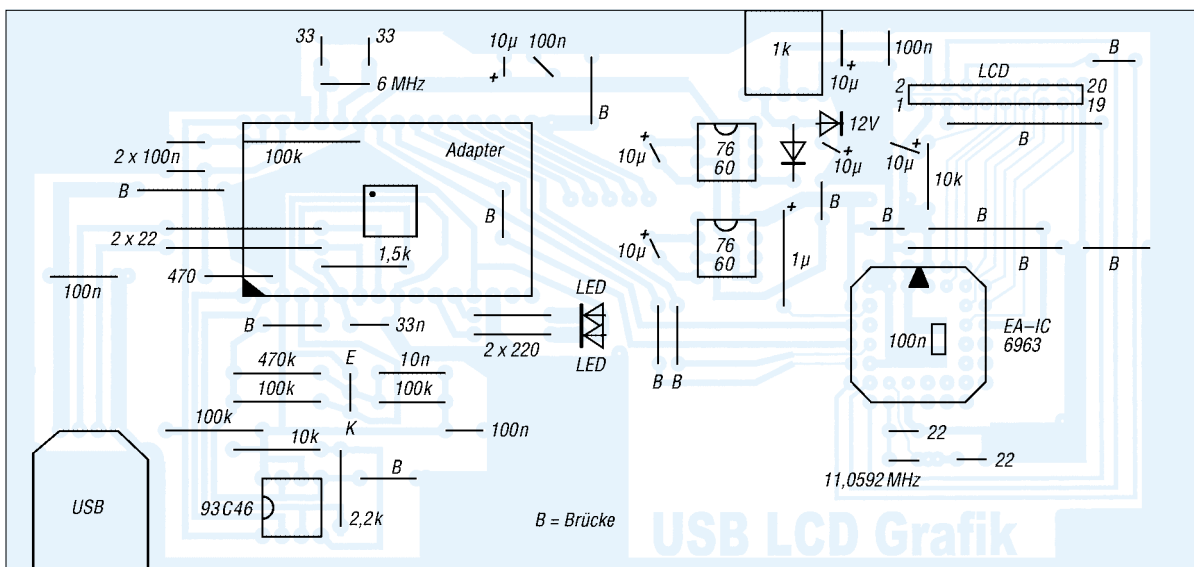 33
33
10µ
100n
+
6 MHz
B
1k
+
10µ
100n
B
LCD
2
1
20
19
B
2 x 100n
100k
Adapter
10µ
+
76
60
12V
+
10µ
+
10µ
10k
B
B
B
2 x 22
1,5k
+
10µ
76
60
+
1µ
B
B
B
B
470
100n
LED
LED
B
33n
2 x 220
B
B
100n
EA–IC
6963
470k
E
10n
100k
100k
100k
K
100n
10k
22
22
11,0592 MHz
B
93C46
2,2k
USB
B = Brücke
USB LCD Grafik